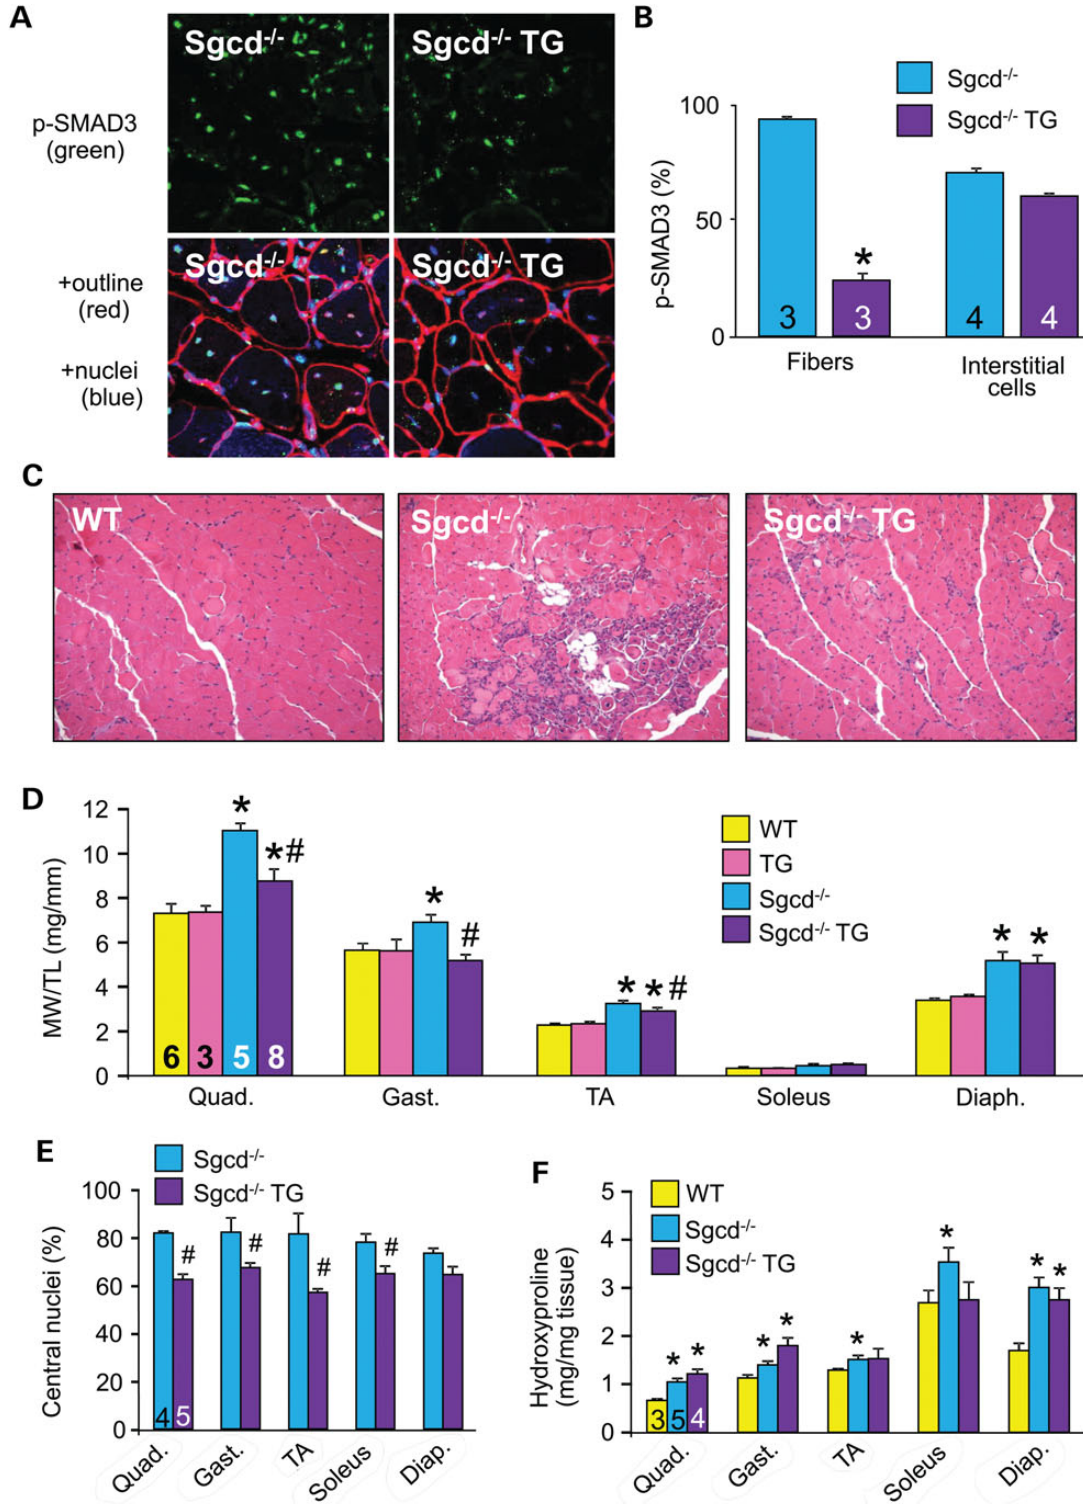 A
Sgcd-/-
Sgcd-/- TG
p-SMAD3
(green)
Sgcd-/-
Sgcd-/- TG
+outline
(red)
+nuclei
(blue)
B
Sgcd-/-
Sgcd-/- TG
p-SMAD3 (%)
100
50
0
*
3
3
4
4
Fibers
Interstitial
cells
C
WT
Sgcd-/-
Sgcd-/- TG
D
MW/TL (mg/mm)
12
10
8
6
4
2
0
WT
TG
Sgcd-/-
Sgcd-/- TG
*
*#
*
#
*
*#
*
*
6
3
5
8
Quad.
Gast.
TA
Soleus
Diaph.
E
Sgcd-/-
Sgcd-/- TG
Central nuclei (%)
100
80
60
40
20
0
#
#
#
#
4
5
Quad.
Gast.
TA
Soleus
Diap.
F
WT
Sgcd-/-
Sgcd-/- TG
Hydroxyproline
(mg/mg tissue)
5
4
3
2
1
0
*
*
*
*
*
*
*
*
3
5
4
Quad.
Gast.
TA
Soleus
Diap.